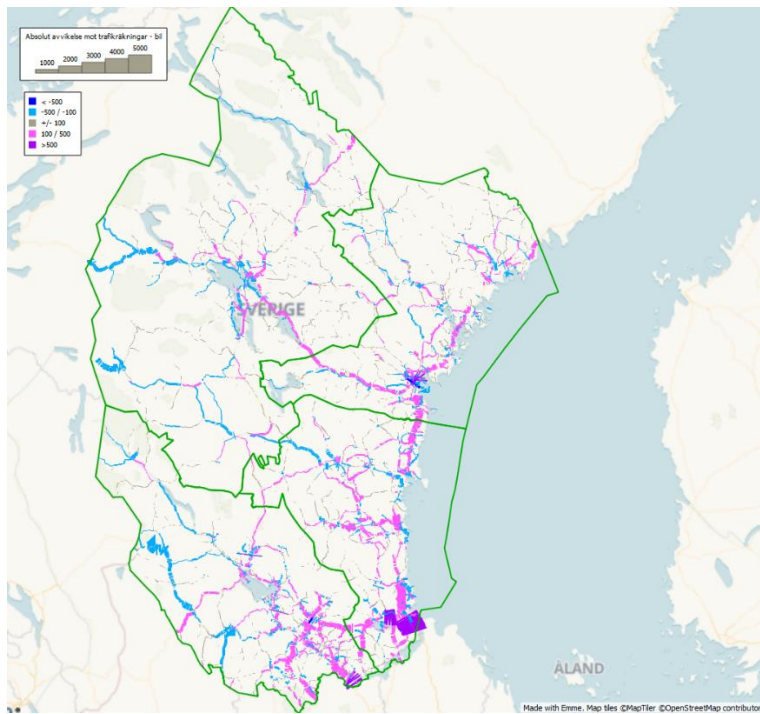 Absolut avvikelse mot trafikräkningar - bil
1000 2000 3000 4000 5000
< -500
-500 / -100
+/- 100
100 / 500
>500
SVERIGE
ÅLAND
Made with Emme. Map tiles ©MapTiler ©OpenStreetMap contributor